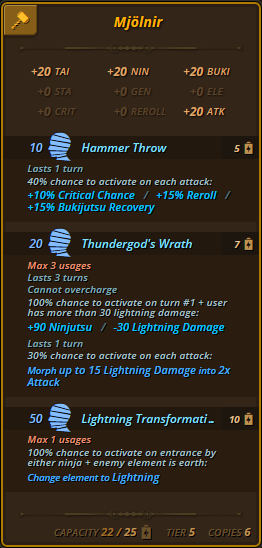 Mjölnir
+20 TAI +20 NIN +20 BUKI
+0 STA +0 GEN +0 ELE
+0 CRIT +0 REROLL +20 ATK
10 Hammer Throw 5
Lasts 1 turn
40% chance to activate on each attack:
+10% Critical Chance / +15% Reroll /
+15% Bukijutsu Recovery
20 Thundergod's Wrath 7
Max 3 usages
Lasts 3 turns
Cannot overcharge
100% chance to activate on turn #1 + user
has more than 30 lightning damage:
+90 Ninjutsu / -30 Lightning Damage
Lasts 1 turn
30% chance to activate on each attack:
Morph up to 15 Lightning Damage into 2x
Attack
50 Lightning Transformati... 10
Max 1 usages
100% chance to activate on entrance by
either ninja + enemy element is earth:
Change element to Lightning
CAPACITY 22 / 25 TIER 5 COPIES 6